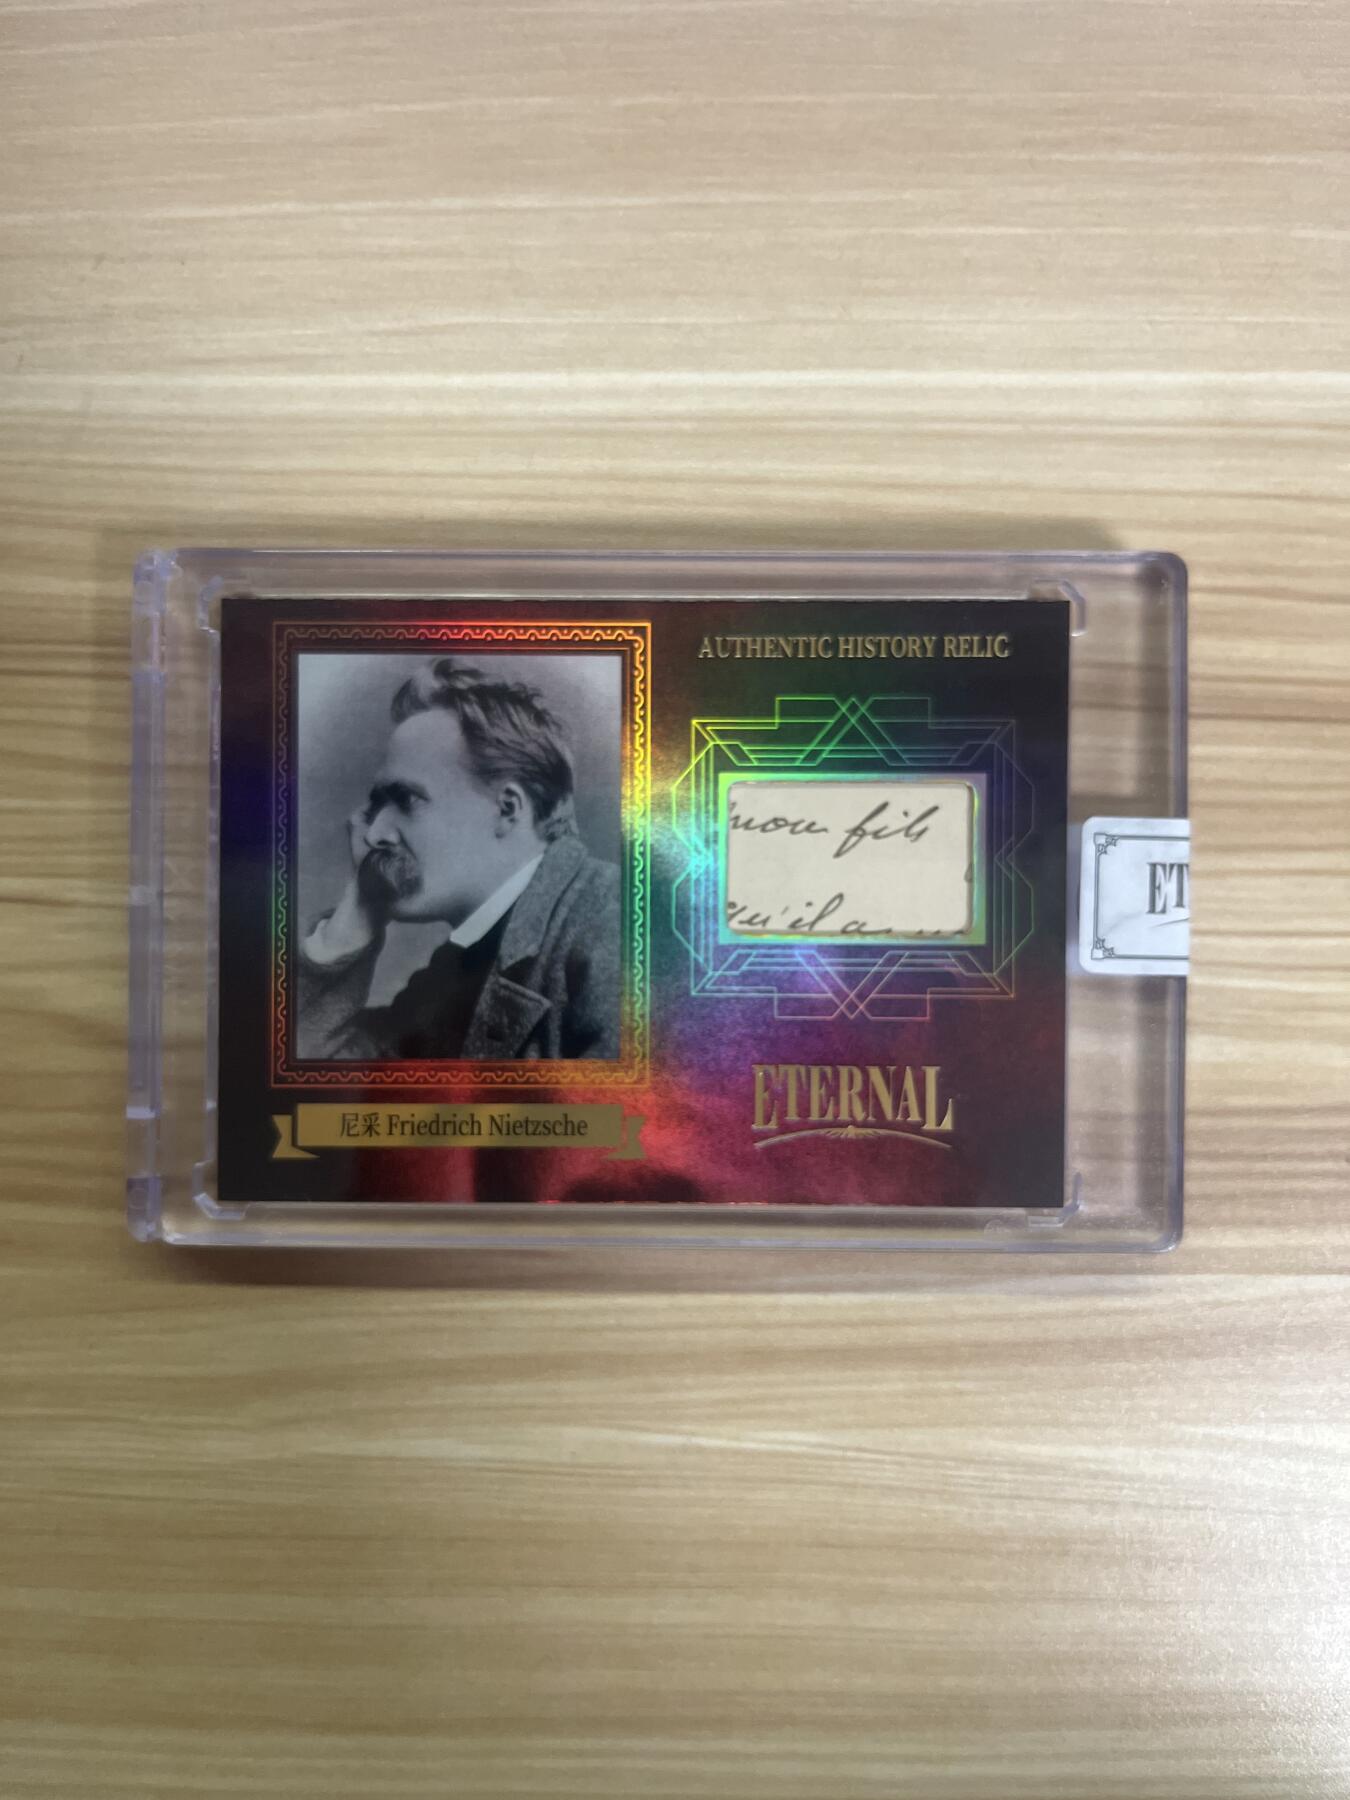 AUTHENTIC HISTORY RELIC
mon fils
qu'il a
ETERNAL
尼采 Friedrich Nietzsche
ET